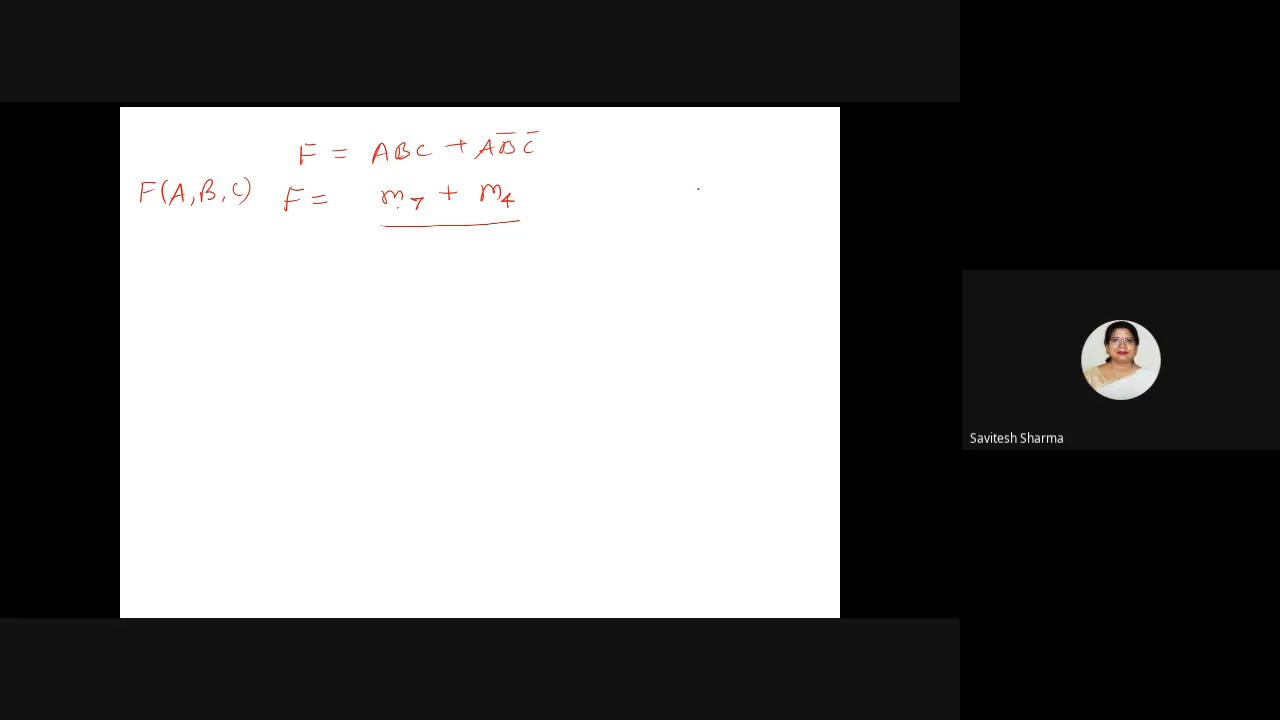 F = ABC + AB̅C̅
F(A,B,C) F = m₇ + m₄
Savitesh Sharma